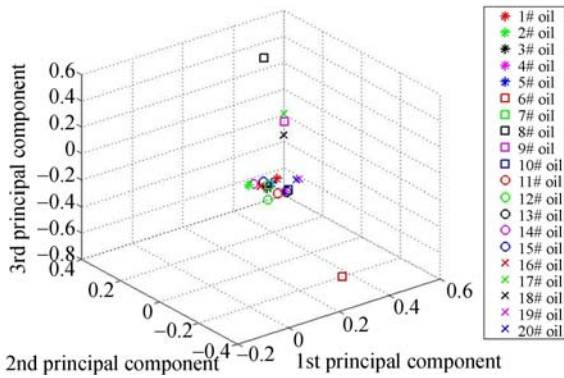 0.6
0.4
0.2
0
−0.2
−0.4
−0.6
−0.8
3rd principal component
0.4
0.2
0
−0.2
−0.4
2nd principal component
−0.2
0
0.2
0.4
0.6
1st principal component
1# oil
2# oil
3# oil
4# oil
5# oil
6# oil
7# oil
8# oil
9# oil
10# oil
11# oil
12# oil
13# oil
14# oil
15# oil
16# oil
17# oil
18# oil
19# oil
20# oil